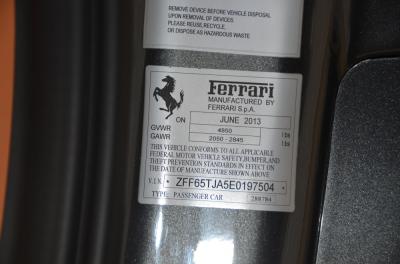 REMOVE DEVICE BEFORE VEHICLE DISPOSAL
UPON REMOVAL OF DEVICES
PLEASE REUSE, RECYCLE,
OR DISPOSE AS HAZARDOUS WASTE
Ferrari
MANUFACTURED BY
FERRARI S.p.A.
ON JUNE 2013
GVWR 4850 lbs
GAWR 2050 - 2845 lbs
THIS VEHICLE CONFORMS TO ALL APPLICABLE
FEDERAL MOTOR VEHICLE SAFETY, BUMPER, AND
THEFT PREVENTION STANDARDS IN EFFECT ON
THE DATE OF MANUFACTURE SHOWN ABOVE
V.I.N. * ZFF65TJA5E0197504 *
TYPE PASSENGER CAR 288784